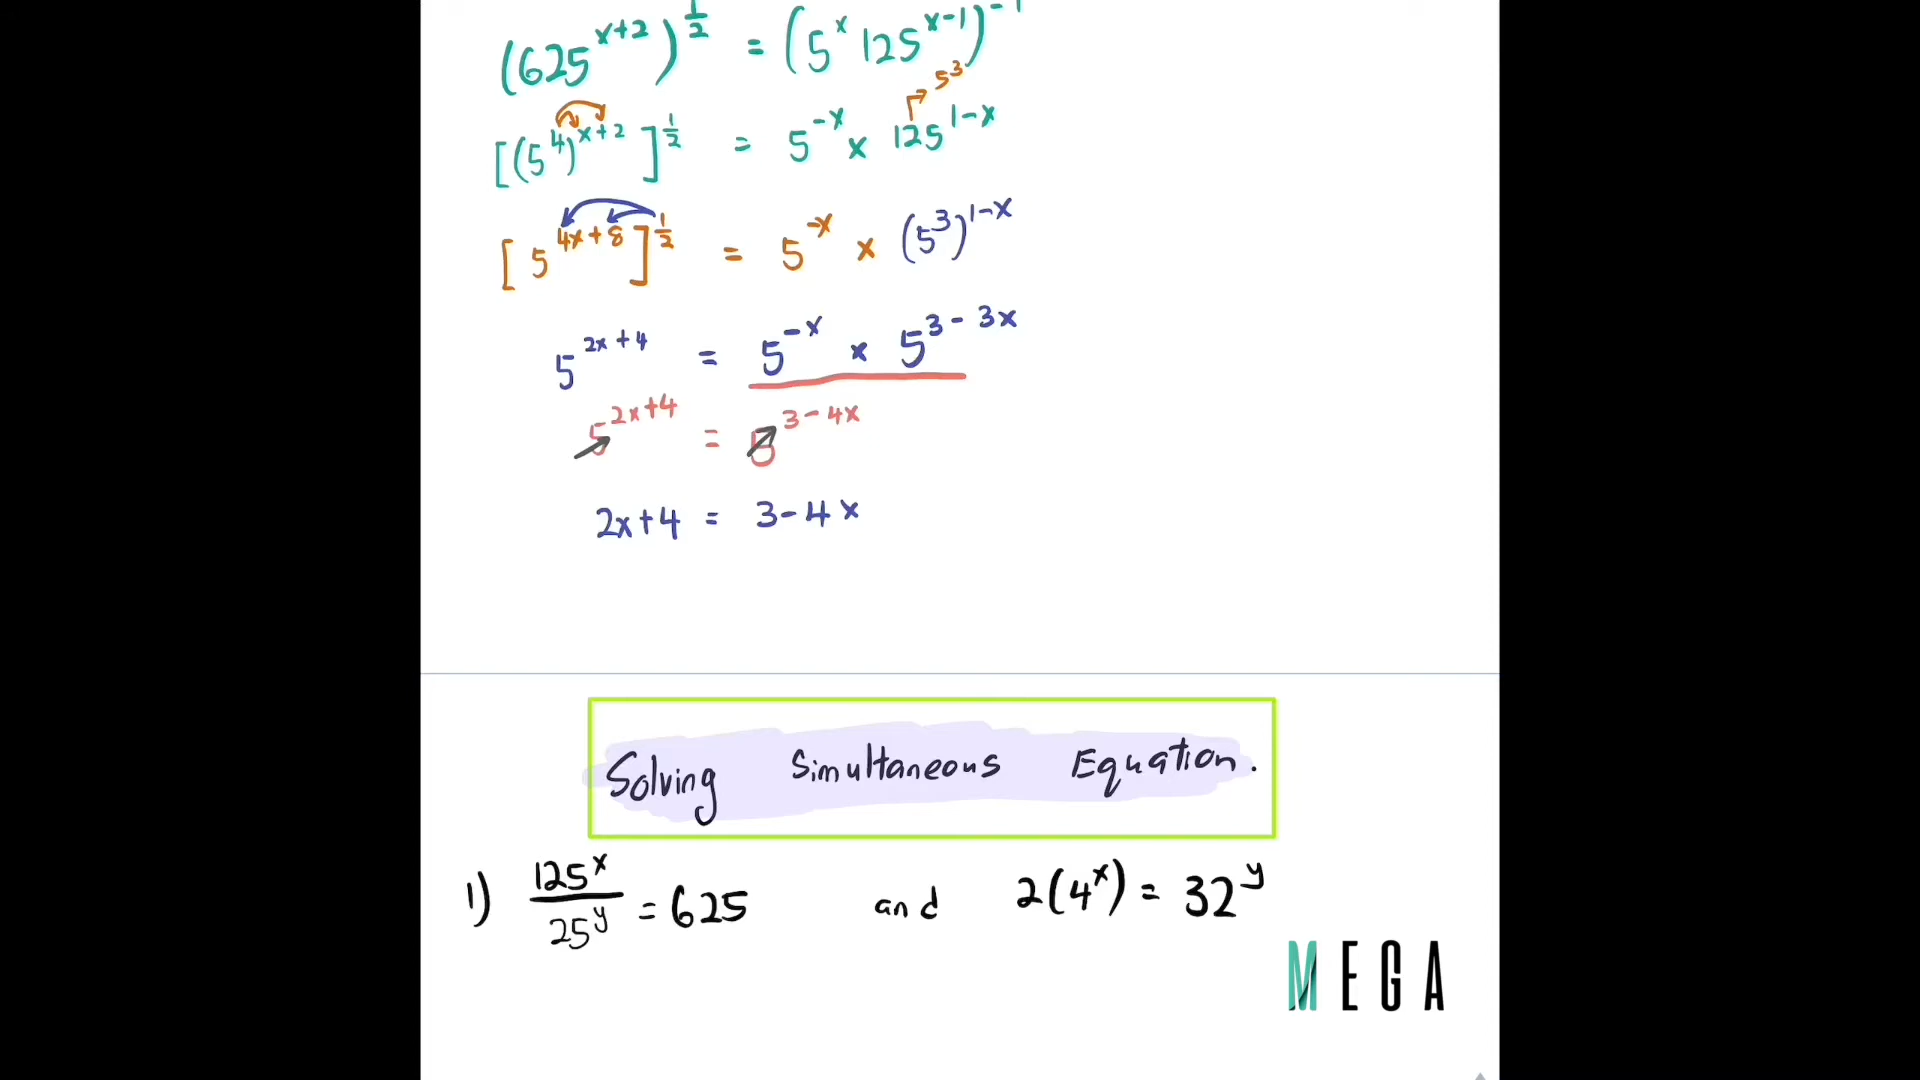 (625^{x+2})^{1/2} = (5^x 125^{x-1})^{-1}
5^3
[(5^4)^{x+2}]^{1/2} = 5^{-x} x 125^{1-x}
[5^{4x+8}]^{1/2} = 5^{-x} x (5^3)^{1-x}
5^{2x+4} = 5^{-x} x 5^{3-3x}
5^{2x+4} = 5^{3-4x}
2x+4 = 3-4x
Solving Simultaneous Equation.
1) 125^x / 25^y = 625 and 2(4^x) = 32^y
MEGA